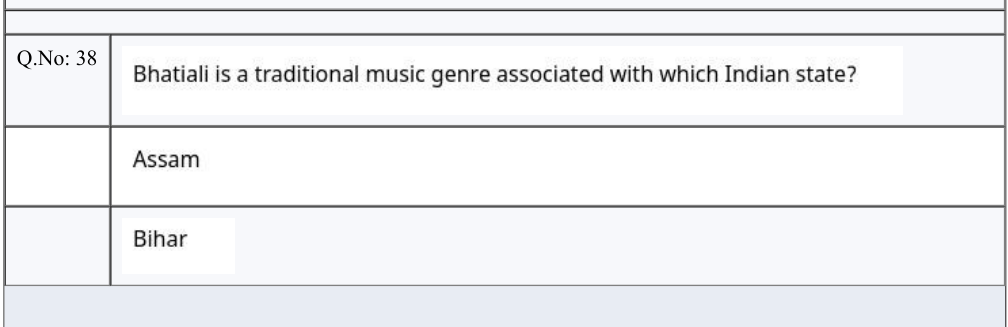 Q.No: 38
Bhatiali is a traditional music genre associated with which Indian state?
Assam
Bihar